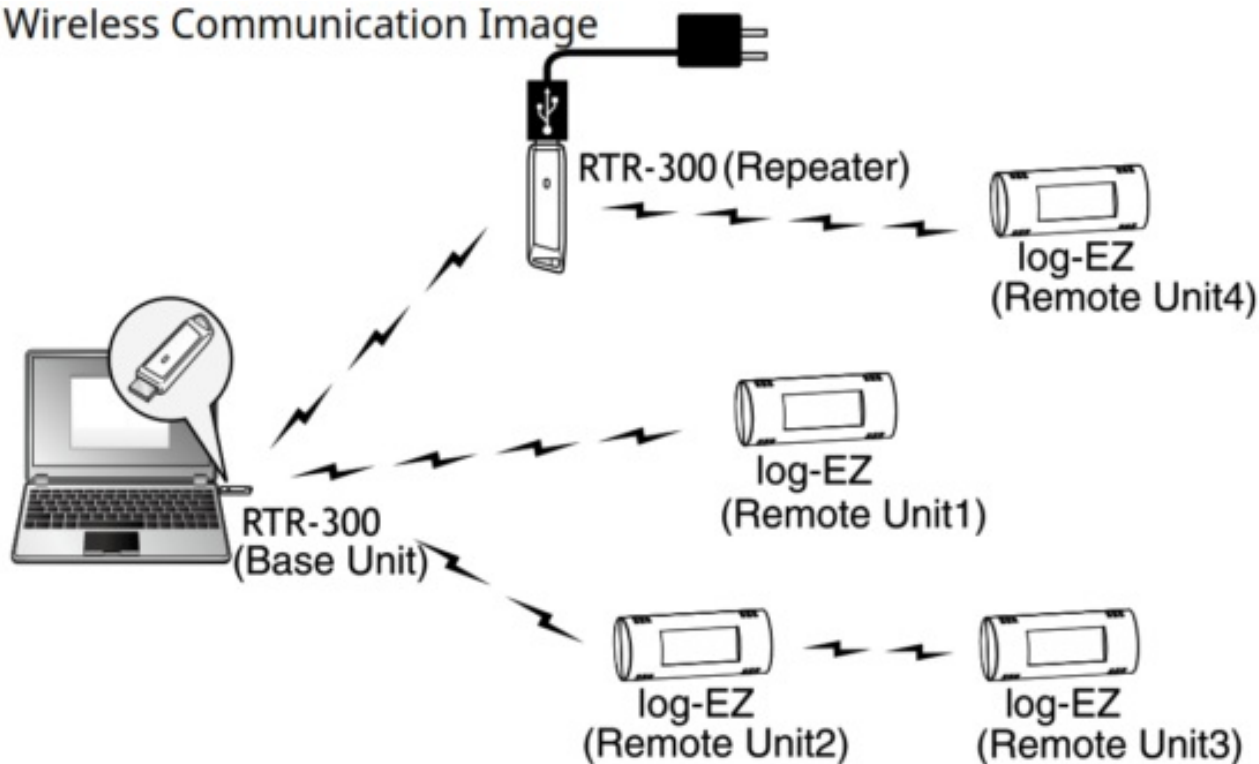 Wireless Communication Image
RTR-300 (Repeater)
log-EZ
(Remote Unit4)
log-EZ
(Remote Unit1)
RTR-300
(Base Unit)
log-EZ
(Remote Unit2)
log-EZ
(Remote Unit3)